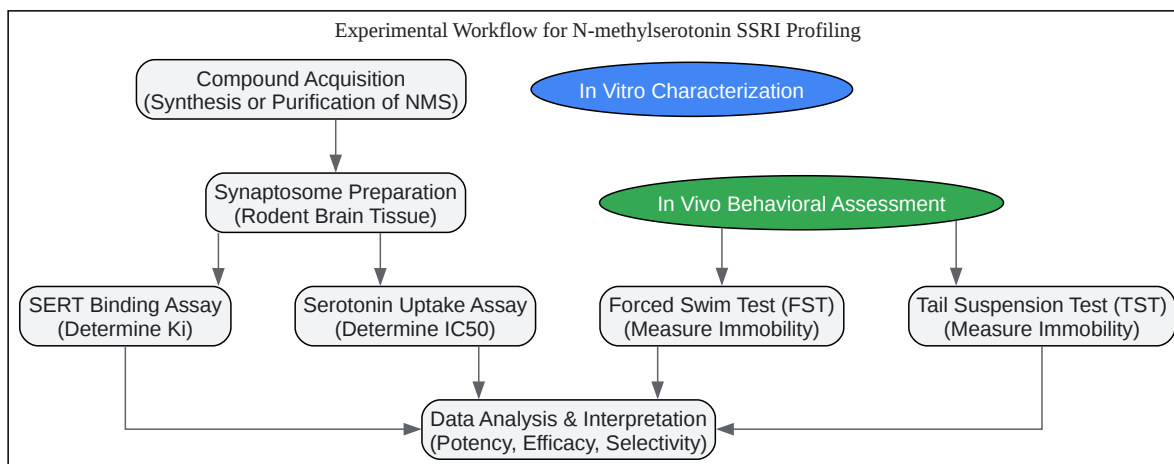 Experimental Workflow for N-methylserotonin SSRI Profiling
Compound Acquisition
(Synthesis or Purification of NMS)
In Vitro Characterization
Synaptosome Preparation
(Rodent Brain Tissue)
In Vivo Behavioral Assessment
SERT Binding Assay
(Determine Ki)
Serotonin Uptake Assay
(Determine IC50)
Forced Swim Test (FST)
(Measure Immobility)
Tail Suspension Test (TST)
(Measure Immobility)
Data Analysis & Interpretation
(Potency, Efficacy, Selectivity)